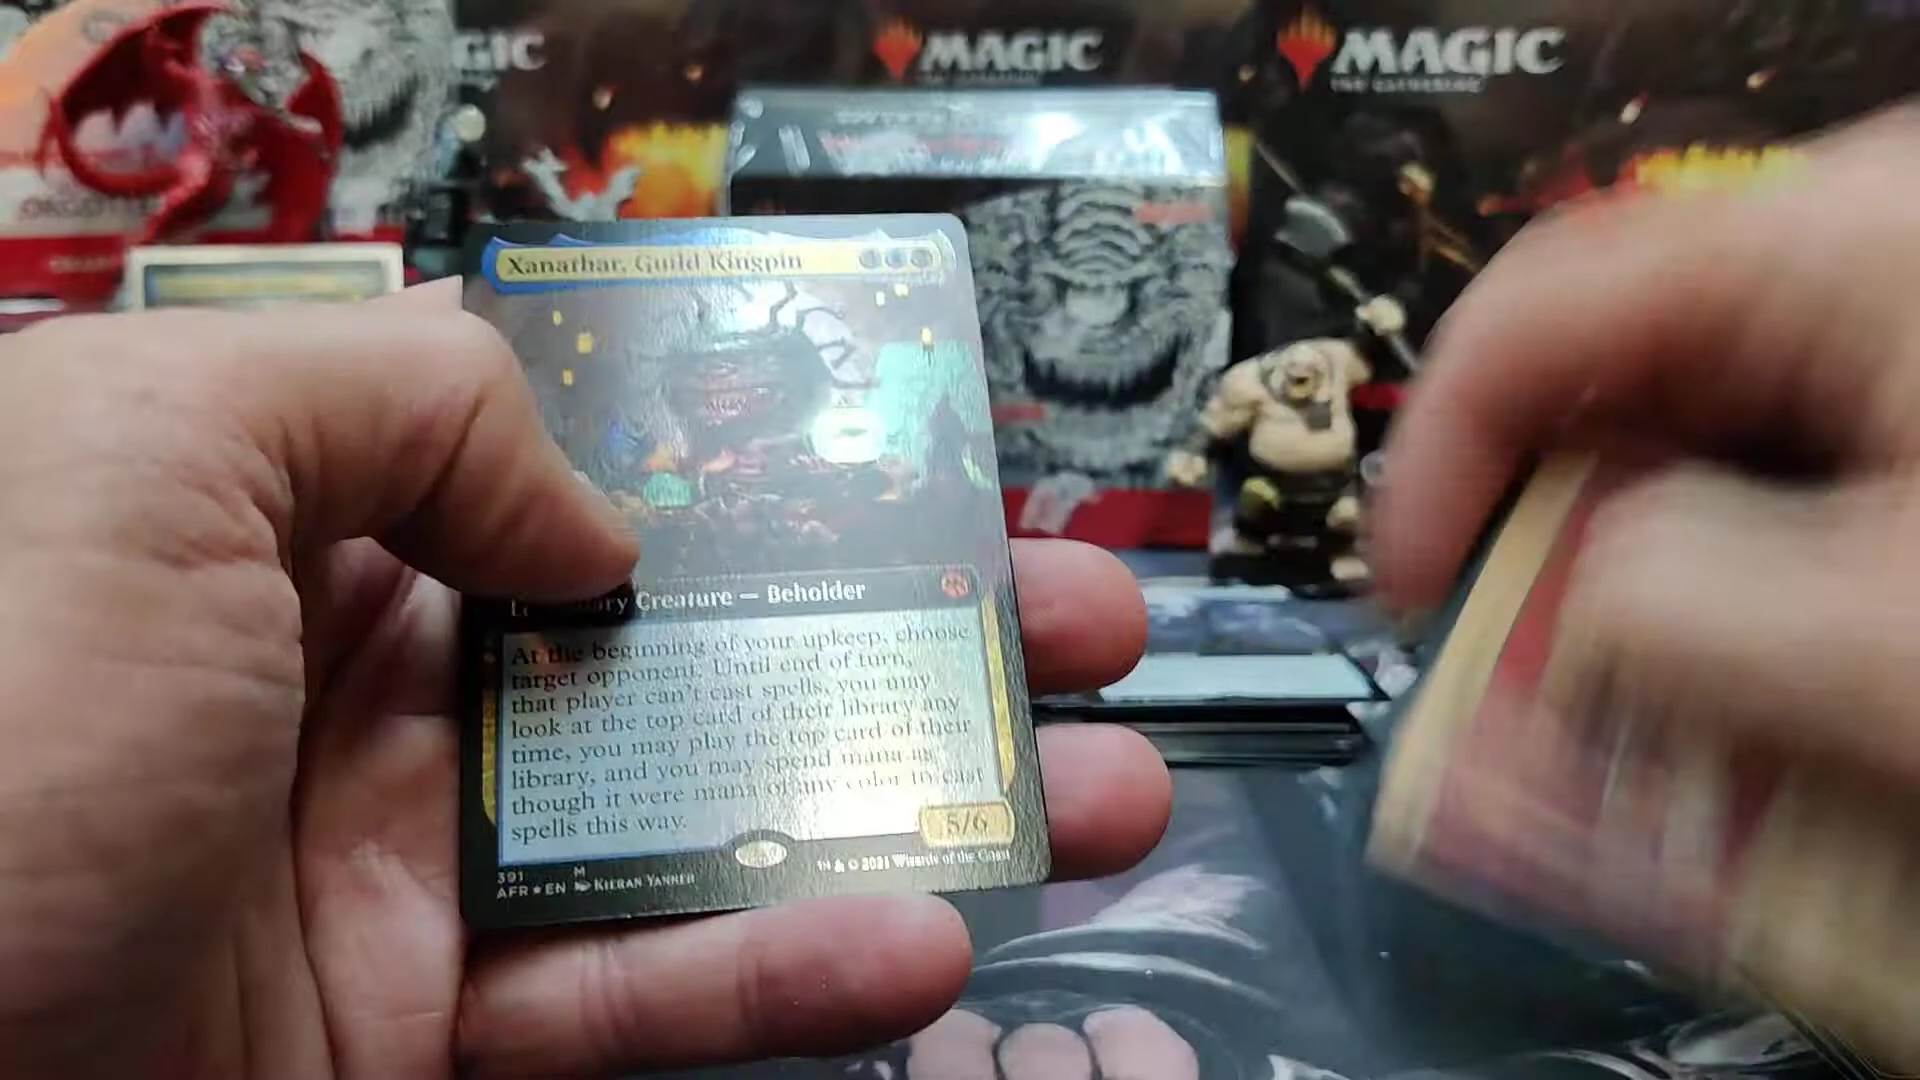 GIC
MAGIC
MAGIC
THE GATHERING
Xanathar, Guild Kingpin
Creature — Beholder
At the beginning of your upkeep, choose
target opponent. Until end of turn,
that player can't cast spells, you may
look at the top card of their library any
time, you may play the top card of their
library, and you may spend mana as
though it were mana of any color to cast
spells this way.
5/6
391 M
AFR ★ EN KIERAN YANNER
™ & © 2021 Wizards of the Coast